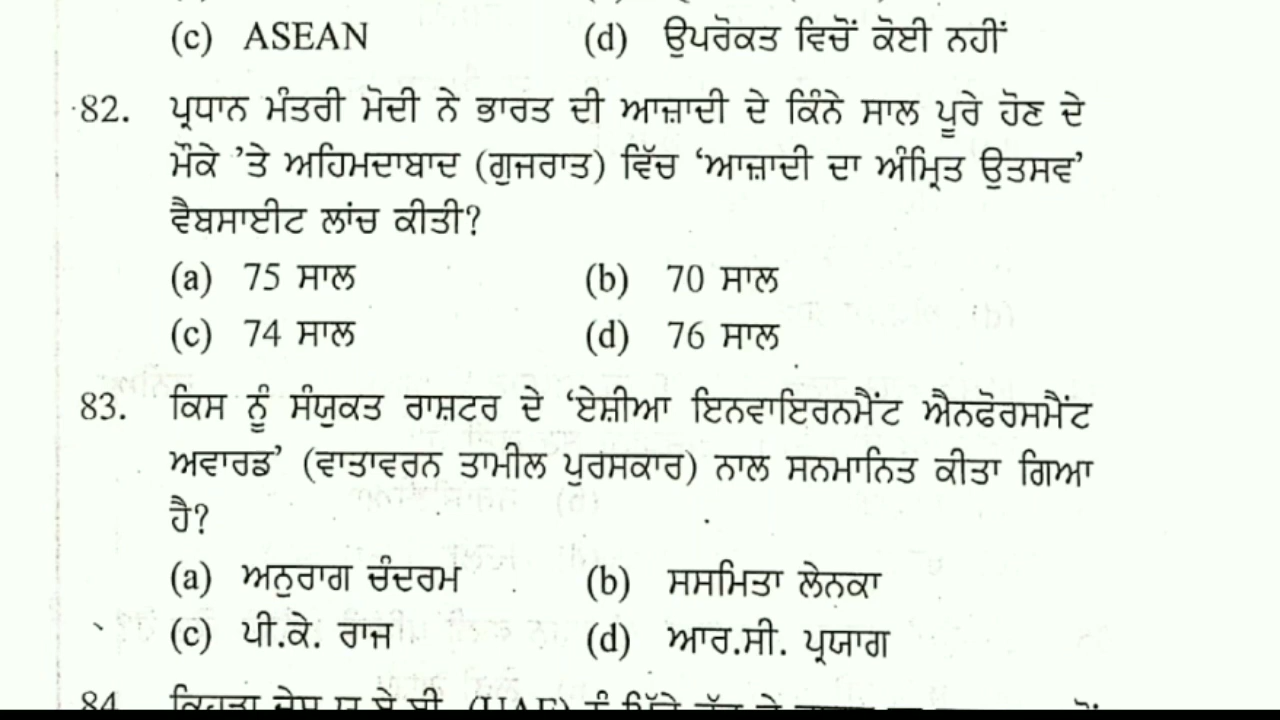 (c) ASEAN (d) ਉਪਰੋਕਤ ਵਿਚੋਂ ਕੋਈ ਨਹੀਂ
82. ਪ੍ਰਧਾਨ ਮੰਤਰੀ ਮੋਦੀ ਨੇ ਭਾਰਤ ਦੀ ਆਜ਼ਾਦੀ ਦੇ ਕਿੰਨੇ ਸਾਲ ਪੂਰੇ ਹੋਣ ਦੇ
ਮੌਕੇ ’ਤੇ ਅਹਿਮਦਾਬਾਦ (ਗੁਜਰਾਤ) ਵਿੱਚ ‘ਆਜ਼ਾਦੀ ਦਾ ਅੰਮ੍ਰਿਤ ਉਤਸਵ’
ਵੈਬਸਾਈਟ ਲਾਂਚ ਕੀਤੀ?
(a) 75 ਸਾਲ (b) 70 ਸਾਲ
(c) 74 ਸਾਲ (d) 76 ਸਾਲ
83. ਕਿਸ ਨੂੰ ਸੰਯੁਕਤ ਰਾਸ਼ਟਰ ਦੇ ‘ਏਸ਼ੀਆ ਇਨਵਾਇਰਨਮੈਂਟ ਐਨਫੋਰਸਮੈਂਟ
ਅਵਾਰਡ’ (ਵਾਤਾਵਰਨ ਤਾਮੀਲ ਪੁਰਸਕਾਰ) ਨਾਲ ਸਨਮਾਨਿਤ ਕੀਤਾ ਗਿਆ
ਹੈ?
(a) ਅਨੁਰਾਗ ਚੰਦਰਮ (b) ਸਸਮਿਤਾ ਲੇਨਕਾ
(c) ਪੀ.ਕੇ. ਰਾਜ (d) ਆਰ.ਸੀ. ਪ੍ਰਯਾਗ
84. (UAE)